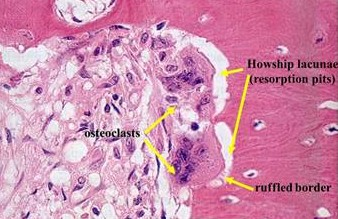 Howship lacunae
(resorption pits)
osteoclasts
ruffled border